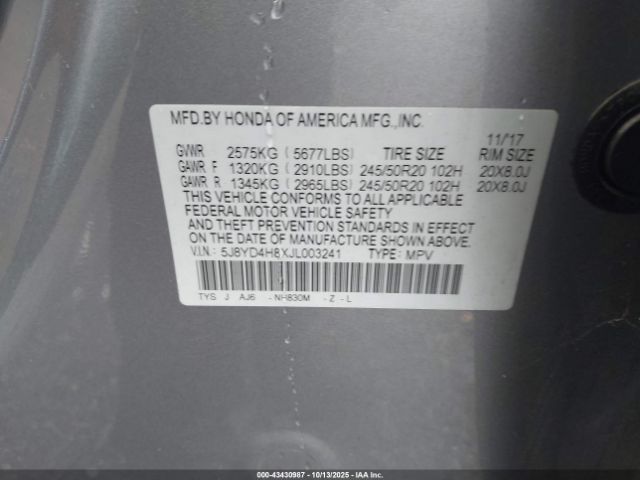 MFD.BY HONDA OF AMERICA MFG.,INC.
11/'17
GVWR 2575KG ( 5677LBS) TIRE SIZE RIM SIZE
GAWR F 1320KG ( 2910LBS) 245/50R20 102H 20X8.0J
GAWR R 1345KG ( 2965LBS) 245/50R20 102H 20X8.0J
THIS VEHICLE CONFORMS TO ALL APPLICABLE
FEDERAL MOTOR VEHICLE SAFETY
AND THEFT PREVENTION STANDARDS IN EFFECT
ON THE DATE OF MANUFACTURE SHOWN ABOVE.
V.I.N.: 5J8YD4H8XJL003241 TYPE: MPV
TYS J AJ6 - NH830M - Z - L
000-43430987 | 10/13/2025 | © IAA, Inc.